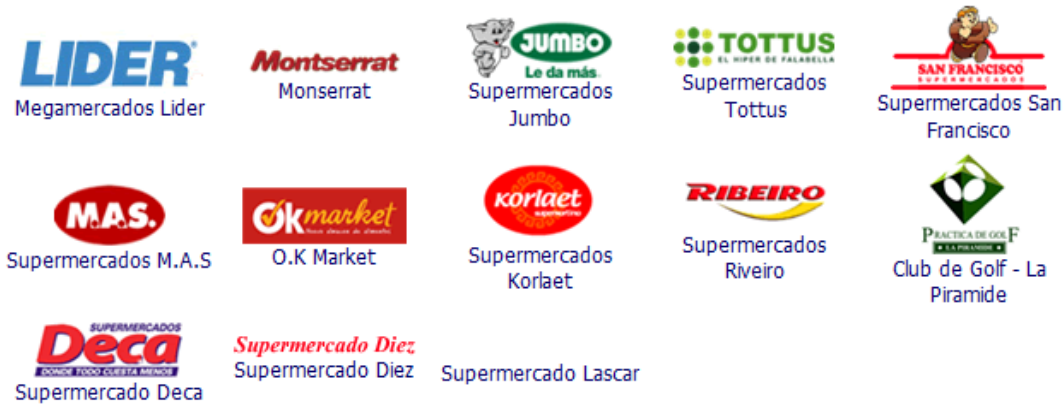 LIDER
Megamercados Lider
Montserrat
Monserrat
JUMBO
Le da más.
Supermercados
Jumbo
TOTTUS
EL HIPER DE FALABELLA
Supermercados
Tottus
SAN FRANCISCO
SUPERMERCADOS
Supermercados San
Francisco
M.A.S.
Supermercados M.A.S
Ok market
O.K Market
Korlaet
supermercados
Supermercados
Korlaet
RIBEIRO
Supermercados
Riveiro
PRACTICA DE GOLF
LA PIRAMIDE
Club de Golf - La
Piramide
SUPERMERCADOS
Deca
DONDE TODO CUESTA MENOS
Supermercado Deca
Supermercado Diez
Supermercado Diez
Supermercado Lascar